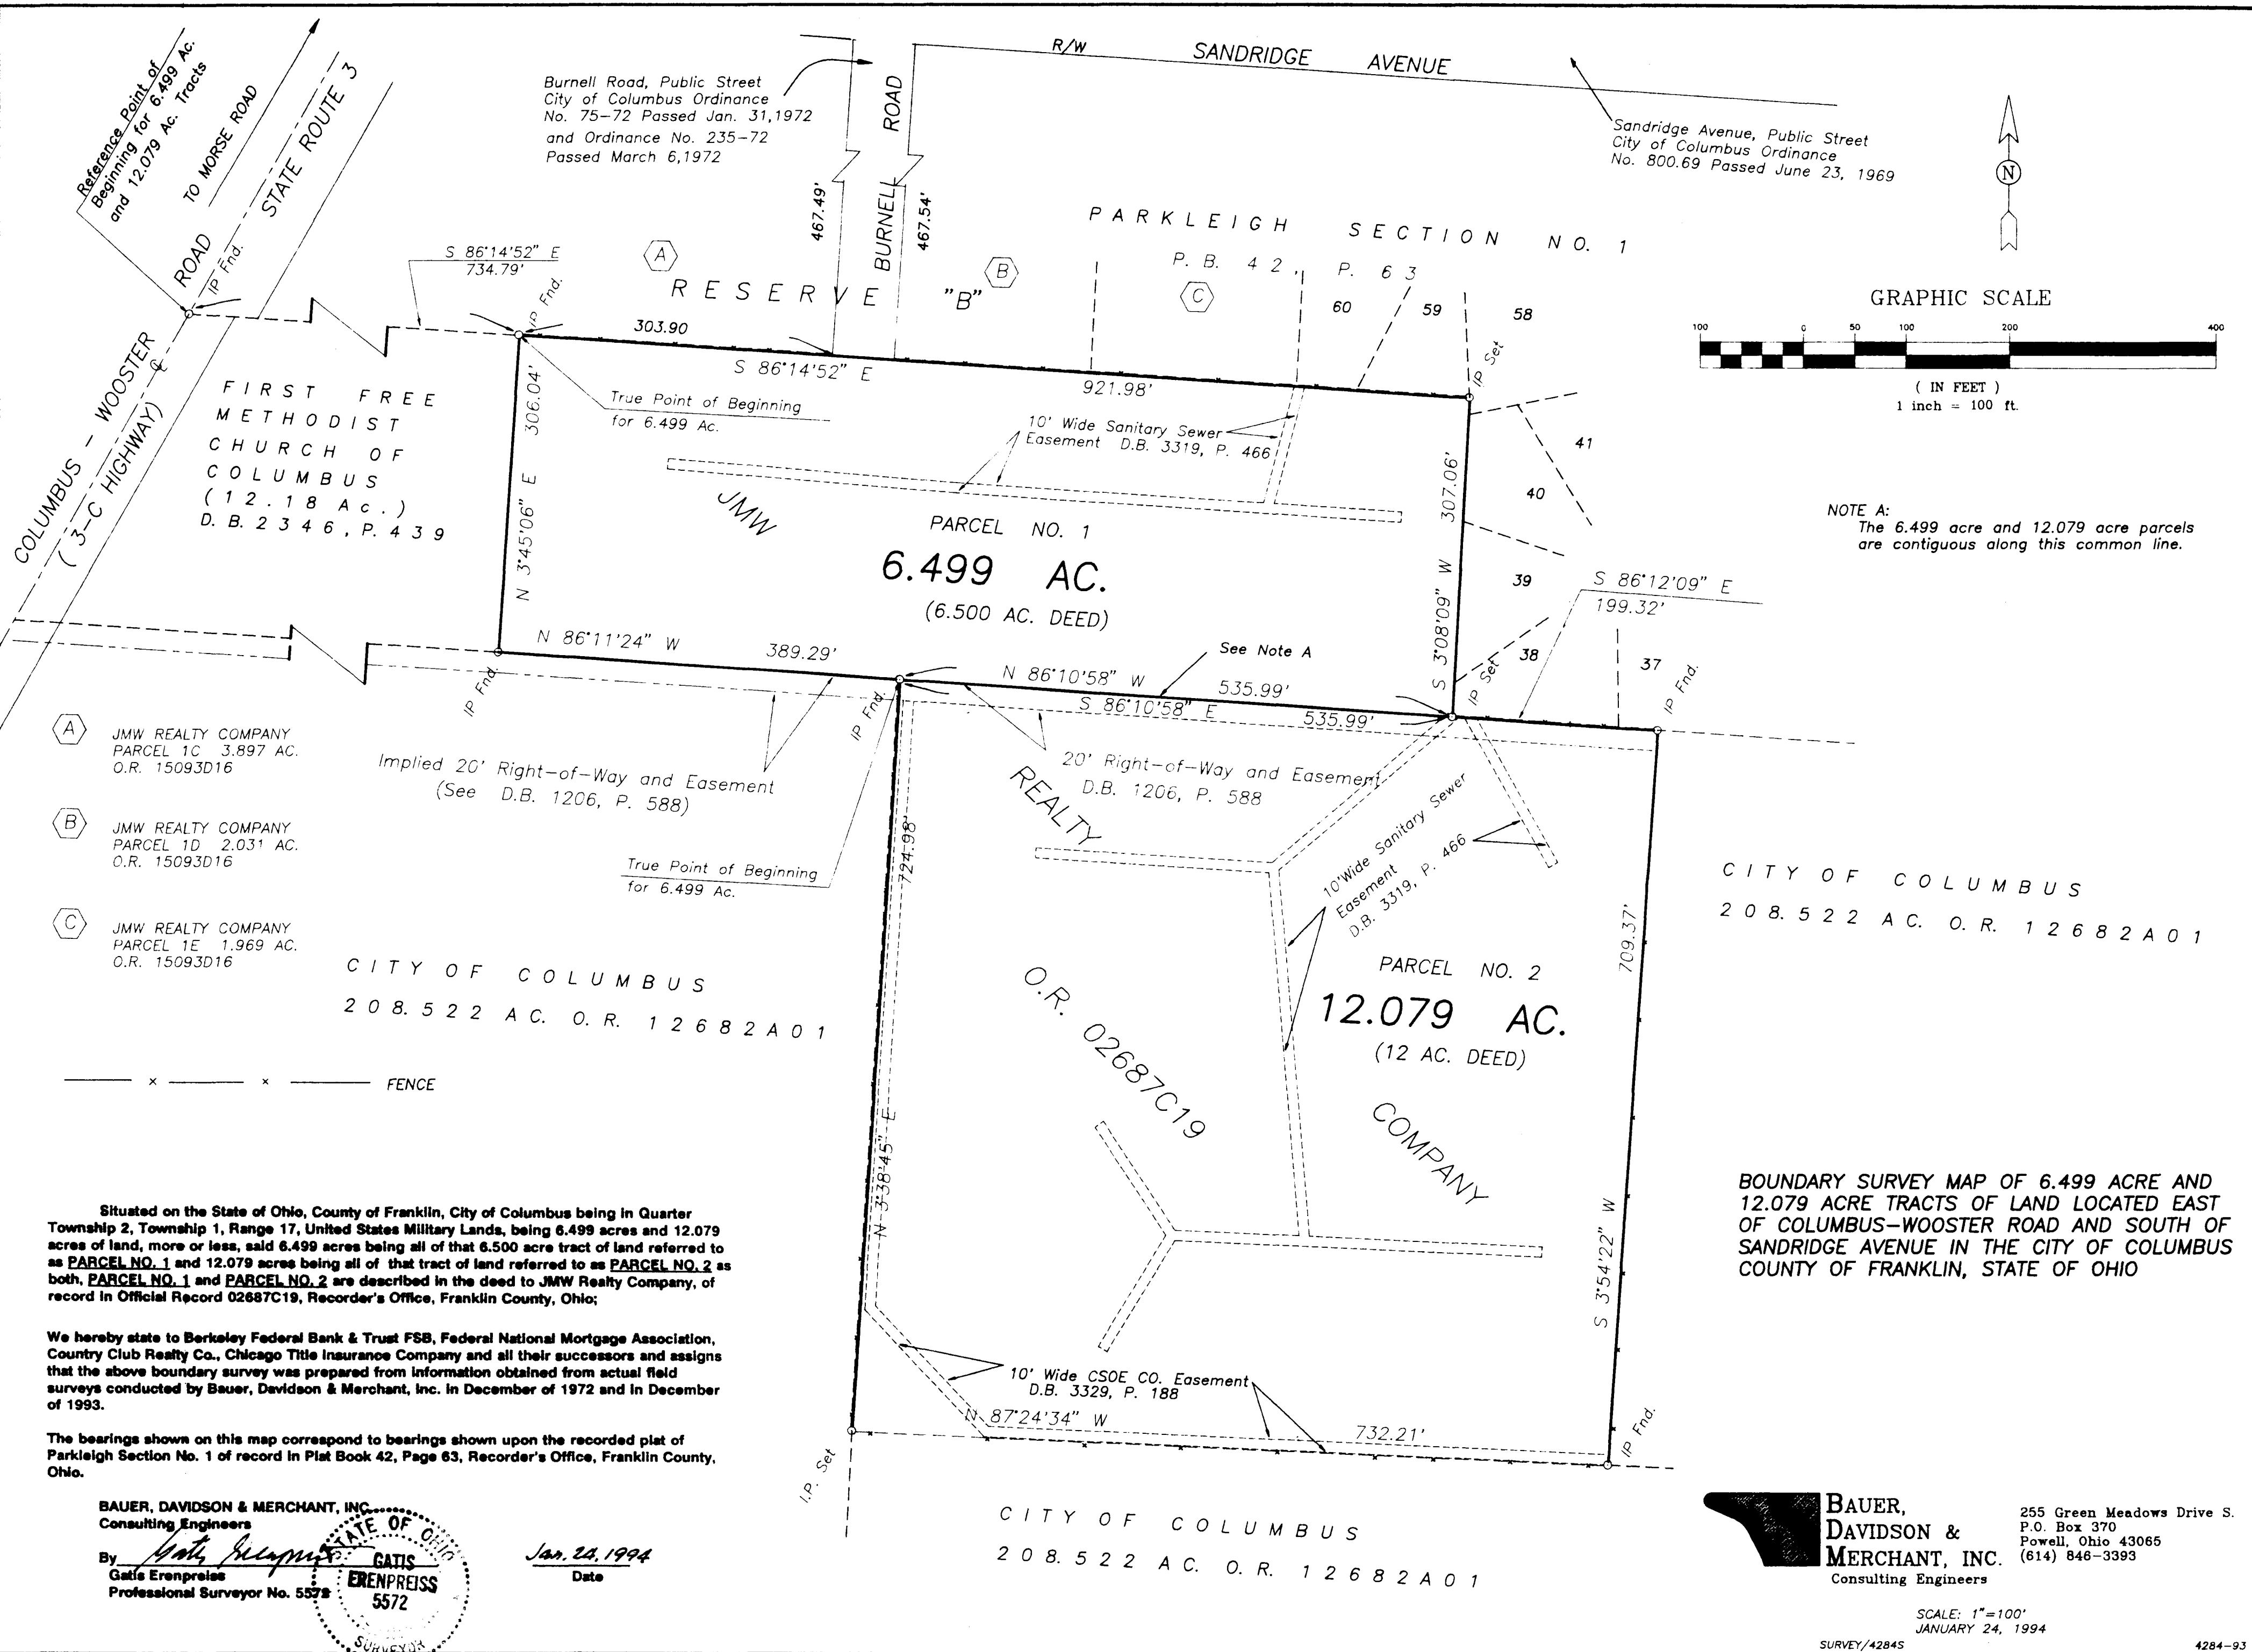 Reference Point of
Beginning for 6.499 Ac.
and 12.079 Ac. Tracts
TO MORSE ROAD
STATE ROUTE 3
COLUMBUS - WOOSTER ROAD
( 3-C HIGHWAY)
IP Fnd.
Burnell Road, Public Street
City of Columbus Ordinance
No. 75-72 Passed Jan. 31,1972
and Ordinance No. 235-72
Passed March 6,1972
R/W SANDRIDGE AVENUE
BURNELL ROAD
467.49'
467.54'
Sandridge Avenue, Public Street
City of Columbus Ordinance
No. 800.69 Passed June 23, 1969
N
PARKLEIGH SECTION NO. 1
P. B. 42, P. 63
S 86°14'52" E
734.79'
A
RESERVE "B"
B
C
60
59
58
IP Fnd.
303.90
S 86°14'52" E
921.98'
IP Set
GRAPHIC SCALE
100 0 50 100 200 400
( IN FEET )
1 inch = 100 ft.
FIRST FREE
METHODIST
CHURCH OF
COLUMBUS
(12.18 Ac.)
D.B.2346, P.439
N 3°45'06" E 306.04'
True Point of Beginning
for 6.499 Ac.
10' Wide Sanitary Sewer
Easement D.B. 3319, P. 466
JMW
PARCEL NO. 1
6.499 AC.
(6.500 AC. DEED)
S 3°08'09" W 307.06'
41
40
39
38
37
NOTE A:
The 6.499 acre and 12.079 acre parcels
are contiguous along this common line.
S 86°12'09" E
199.32'
N 86°11'24" W 389.29'
See Note A
N 86°10'58" W 535.99'
S 86°10'58" E 535.99'
IP Fnd.
IP Fnd.
IP Set
IP Fnd.
A
JMW REALTY COMPANY
PARCEL 1C 3.897 AC.
O.R. 15093D16
B
JMW REALTY COMPANY
PARCEL 1D 2.031 AC.
O.R. 15093D16
C
JMW REALTY COMPANY
PARCEL 1E 1.969 AC.
O.R. 15093D16
Implied 20' Right-of-Way and Easement
(See D.B. 1206, P. 588)
20' Right-of-Way and Easement
D.B. 1206, P. 588
True Point of Beginning
for 6.499 Ac.
REALTY
10'Wide Sanitary Sewer
Easement
D.B. 3319, P. 466
CITY OF COLUMBUS
208.522 AC. O.R. 12682A01
CITY OF COLUMBUS
208.522 AC. O.R. 12682A01
N 3°38'45" E 724.98'
O.R. 02687C19
PARCEL NO. 2
12.079 AC.
(12 AC. DEED)
COMPANY
S 3°54'22" W 709.37'
x x FENCE
Situated on the State of Ohio, County of Franklin, City of Columbus being in Quarter
Township 2, Township 1, Range 17, United States Military Lands, being 6.499 acres and 12.079
acres of land, more or less, said 6.499 acres being all of that 6.500 acre tract of land referred to
as PARCEL NO. 1 and 12.079 acres being all of that tract of land referred to as PARCEL NO. 2 as
both, PARCEL NO. 1 and PARCEL NO. 2 are described in the deed to JMW Realty Company, of
record in Official Record 02687C19, Recorder's Office, Franklin County, Ohio;
We hereby state to Berkeley Federal Bank & Trust FSB, Federal National Mortgage Association,
Country Club Realty Co., Chicago Title Insurance Company and all their successors and assigns
that the above boundary survey was prepared from information obtained from actual field
surveys conducted by Bauer, Davidson & Merchant, Inc. in December of 1972 and in December
of 1993.
The bearings shown on this map correspond to bearings shown upon the recorded plat of
Parkleigh Section No. 1 of record in Plat Book 42, Page 63, Recorder's Office, Franklin County,
Ohio.
BAUER, DAVIDSON & MERCHANT, INC.
Consulting Engineers
By
Gatis Erenpreiss
Professional Surveyor No. 5572
STATE OF OHIO
GATIS
ERENPREISS
5572
SURVEYOR
Jan. 24, 1994
Date
10' Wide CSOE CO. Easement
D.B. 3329, P. 188
N 87°24'34" W 732.21'
I.P. Set
IP Fnd.
CITY OF COLUMBUS
208.522 AC. O.R. 12682A01
BOUNDARY SURVEY MAP OF 6.499 ACRE AND
12.079 ACRE TRACTS OF LAND LOCATED EAST
OF COLUMBUS-WOOSTER ROAD AND SOUTH OF
SANDRIDGE AVENUE IN THE CITY OF COLUMBUS
COUNTY OF FRANKLIN, STATE OF OHIO
BAUER,
DAVIDSON &
MERCHANT, INC.
Consulting Engineers
255 Green Meadows Drive S.
P.O. Box 370
Powell, Ohio 43065
(614) 846-3393
SCALE: 1"=100'
JANUARY 24, 1994
SURVEY/4284S
4284-93